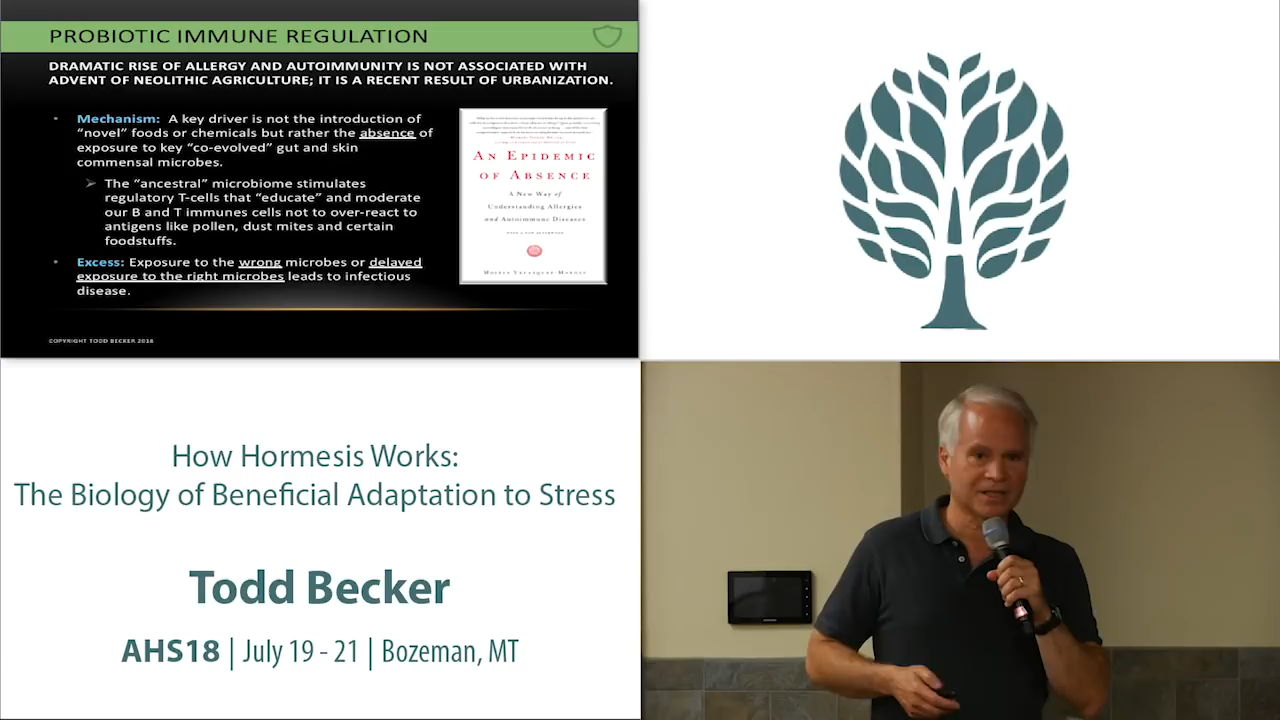 PROBIOTIC IMMUNE REGULATION
DRAMATIC RISE OF ALLERGY AND AUTOIMMUNITY IS NOT ASSOCIATED WITH
ADVENT OF NEOLITHIC AGRICULTURE; IT IS A RECENT RESULT OF URBANIZATION.
• Mechanism: A key driver is not the introduction of
"novel" foods or chemicals but rather the absence of
exposure to key "co-evolved" gut and skin
commensal microbes.
➢ The "ancestral" microbiome stimulates
regulatory T-cells that "educate" and moderate
our B and T immunes cells not to over-react to
antigens like pollen, dust mites and certain
foodstuffs.
• Excess: Exposure to the wrong microbes or delayed
exposure to the right microbes leads to infectious
disease.
AN EPIDEMIC
OF ABSENCE
A New Way of
Understanding Allergies
and Autoimmune Diseases
COPYRIGHT TODD BECKER 2018
How Hormesis Works:
The Biology of Beneficial Adaptation to Stress
Todd Becker
AHS18 | July 19 - 21 | Bozeman, MT